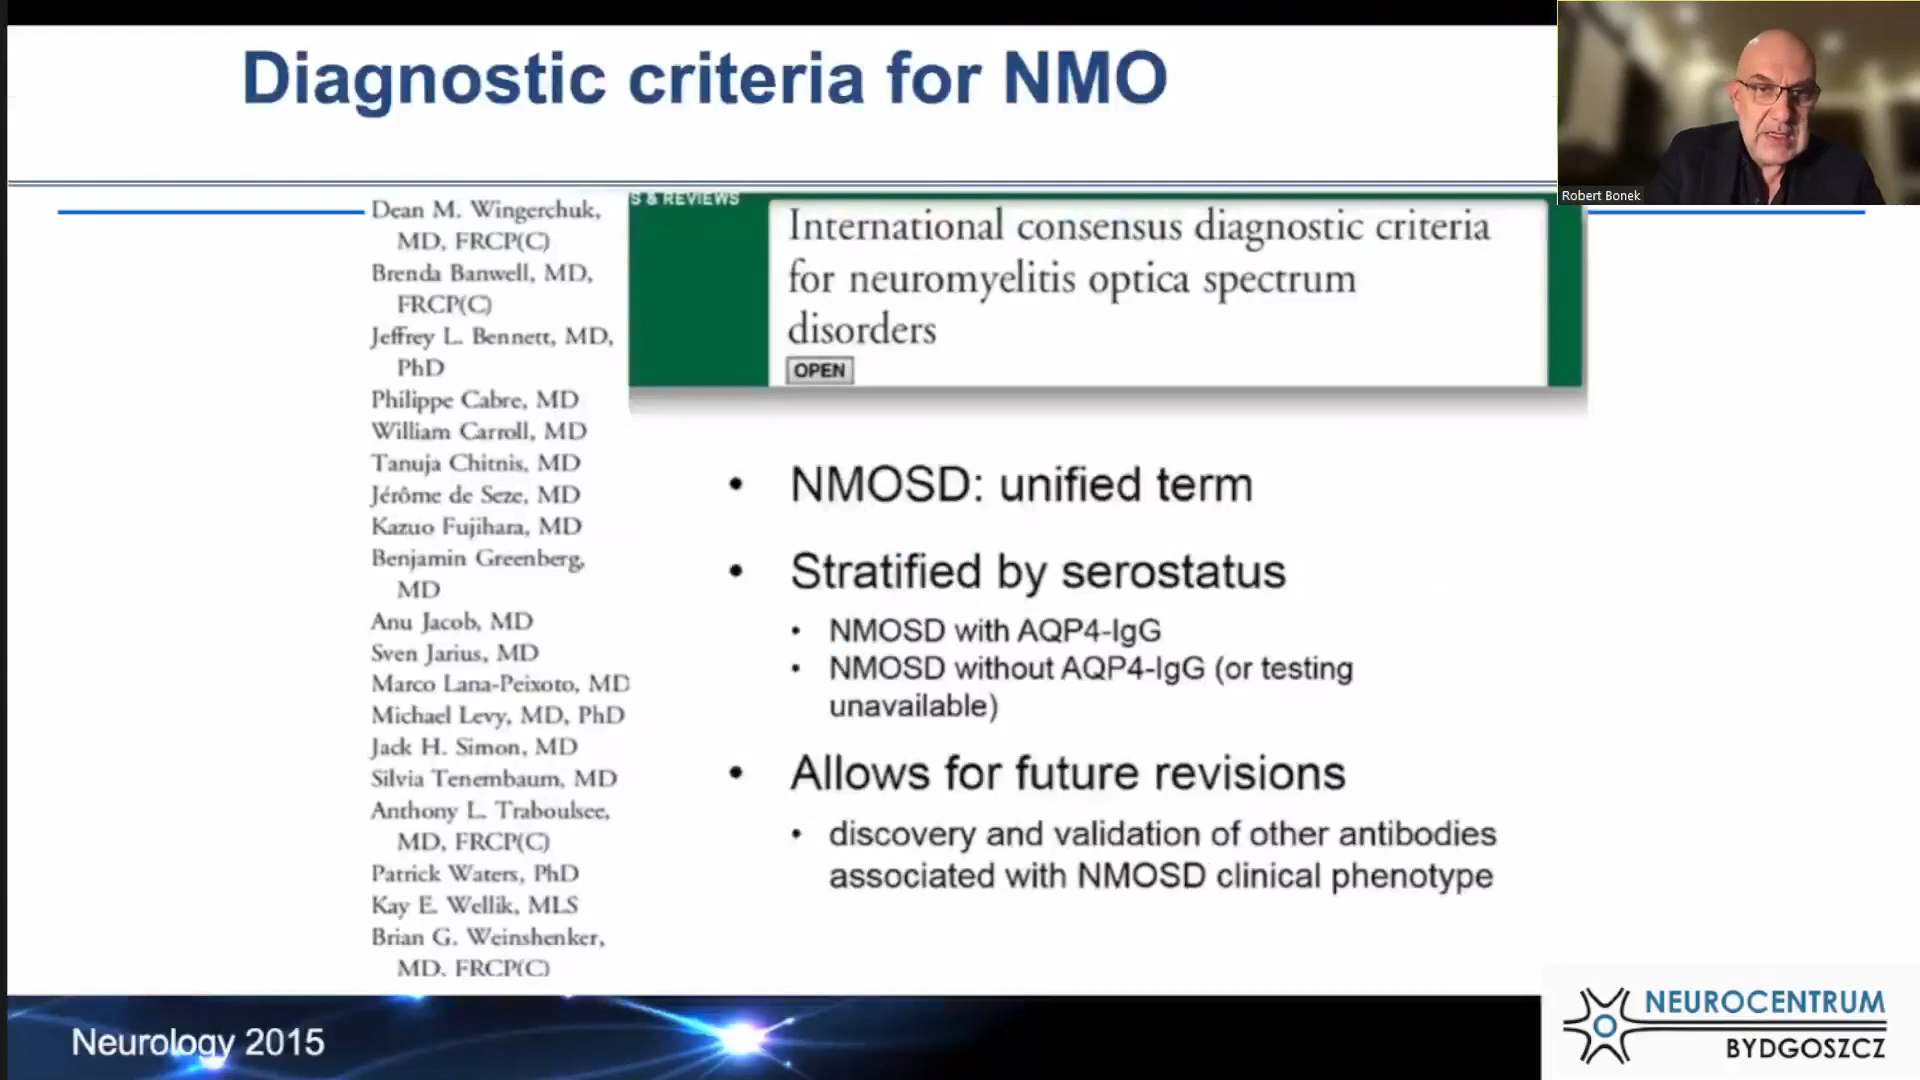 Diagnostic criteria for NMO
Robert Bonek
Dean M. Wingerchuk,
MD, FRCP(C)
Brenda Banwell, MD,
FRCP(C)
Jeffrey L. Bennett, MD,
PhD
Philippe Cabre, MD
William Carroll, MD
Tanuja Chitnis, MD
Jérôme de Seze, MD
Kazuo Fujihara, MD
Benjamin Greenberg,
MD
Anu Jacob, MD
Sven Jarius, MD
Marco Lana-Peixoto, MD
Michael Levy, MD, PhD
Jack H. Simon, MD
Silvia Tenembaum, MD
Anthony L. Traboulsee,
MD, FRCP(C)
Patrick Waters, PhD
Kay E. Wellik, MLS
Brian G. Weinshenker,
MD, FRCP(C)
S & REVIEWS
International consensus diagnostic criteria
for neuromyelitis optica spectrum
disorders
OPEN
• NMOSD: unified term
• Stratified by serostatus
• NMOSD with AQP4-IgG
• NMOSD without AQP4-IgG (or testing
unavailable)
• Allows for future revisions
• discovery and validation of other antibodies
associated with NMOSD clinical phenotype
Neurology 2015
NEUROCENTRUM
BYDGOSZCZ